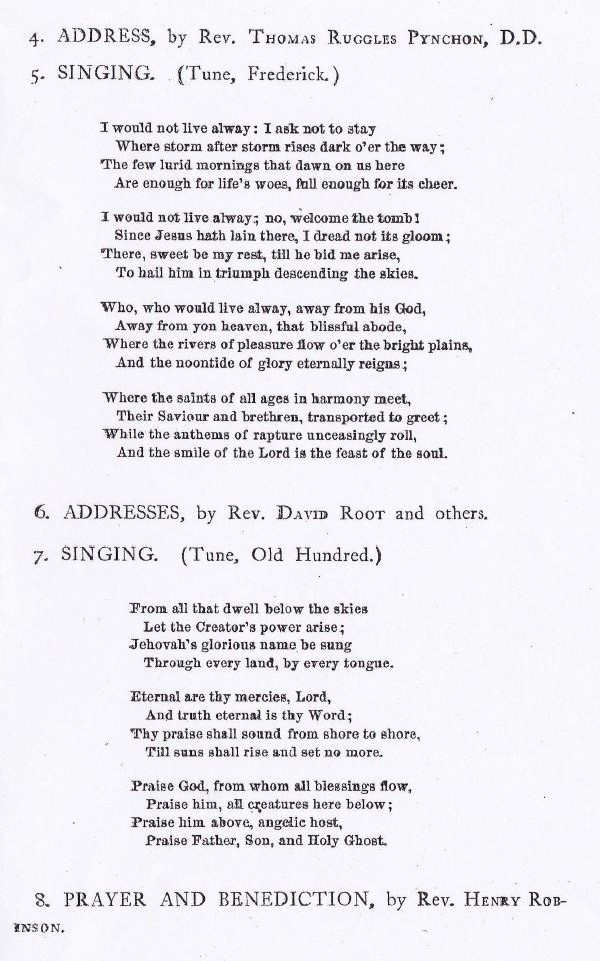 4. ADDRESS, by Rev. THOMAS RUGGLES PYNCHON, D.D.
5. SINGING. (Tune, Frederick.)
I would not live alway: I ask not to stay
Where storm after storm rises dark o'er the way;
The few lurid mornings that dawn on us here
Are enough for life's woes, full enough for its cheer.
I would not live alway; no, welcome the tomb!
Since Jesus hath lain there, I dread not its gloom;
There, sweet be my rest, till he bid me arise,
To hail him in triumph descending the skies.
Who, who would live alway, away from his God,
Away from yon heaven, that blissful abode,
Where the rivers of pleasure flow o'er the bright plains,
And the noontide of glory eternally reigns;
Where the saints of all ages in harmony meet,
Their Saviour and brethren, transported to greet;
While the anthems of rapture unceasingly roll,
And the smile of the Lord is the feast of the soul.
6. ADDRESSES, by Rev. DAVID ROOT and others.
7. SINGING. (Tune, Old Hundred.)
From all that dwell below the skies
Let the Creator's power arise;
Jehovah's glorious name be sung
Through every land, by every tongue.
Eternal are thy mercies, Lord,
And truth eternal is thy Word;
Thy praise shall sound from shore to shore,
Till suns shall rise and set no more.
Praise God, from whom all blessings flow,
Praise him, all creatures here below;
Praise him above, angelic host,
Praise Father, Son, and Holy Ghost.
8. PRAYER AND BENEDICTION, by Rev. HENRY ROB-
INSON.